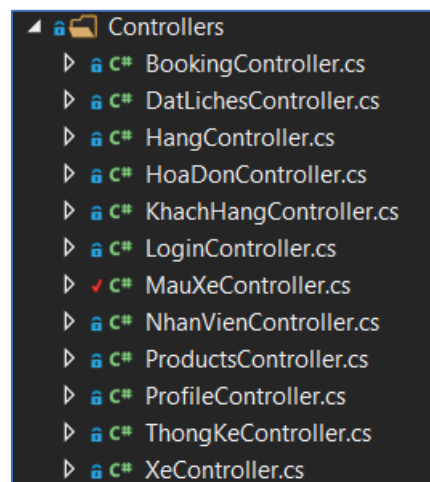 Controllers
C# BookingController.cs
C# DatLichesController.cs
C# HangController.cs
C# HoaDonController.cs
C# KhachHangController.cs
C# LoginController.cs
C# MauXeController.cs
C# NhanVienController.cs
C# ProductsController.cs
C# ProfileController.cs
C# ThongKeController.cs
C# XeController.cs